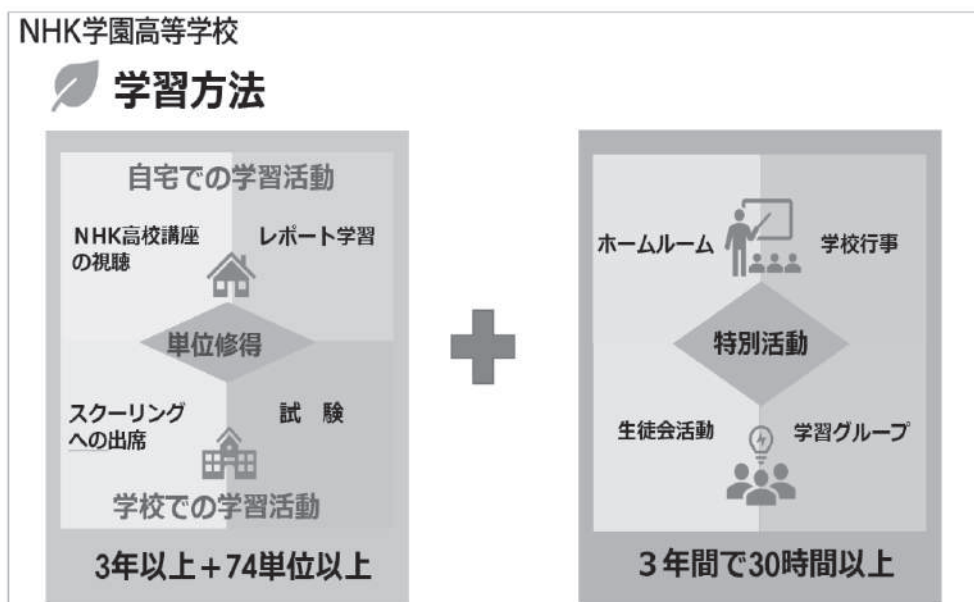 NHK学園高等学校
学習方法
自宅での学習活動
NHK高校講座
の視聴
レポート学習
単位修得
スクーリング
への出席
試　験
学校での学習活動
3年以上＋74単位以上
ホームルーム
学校行事
特別活動
生徒会活動
学習グループ
３年間で30時間以上